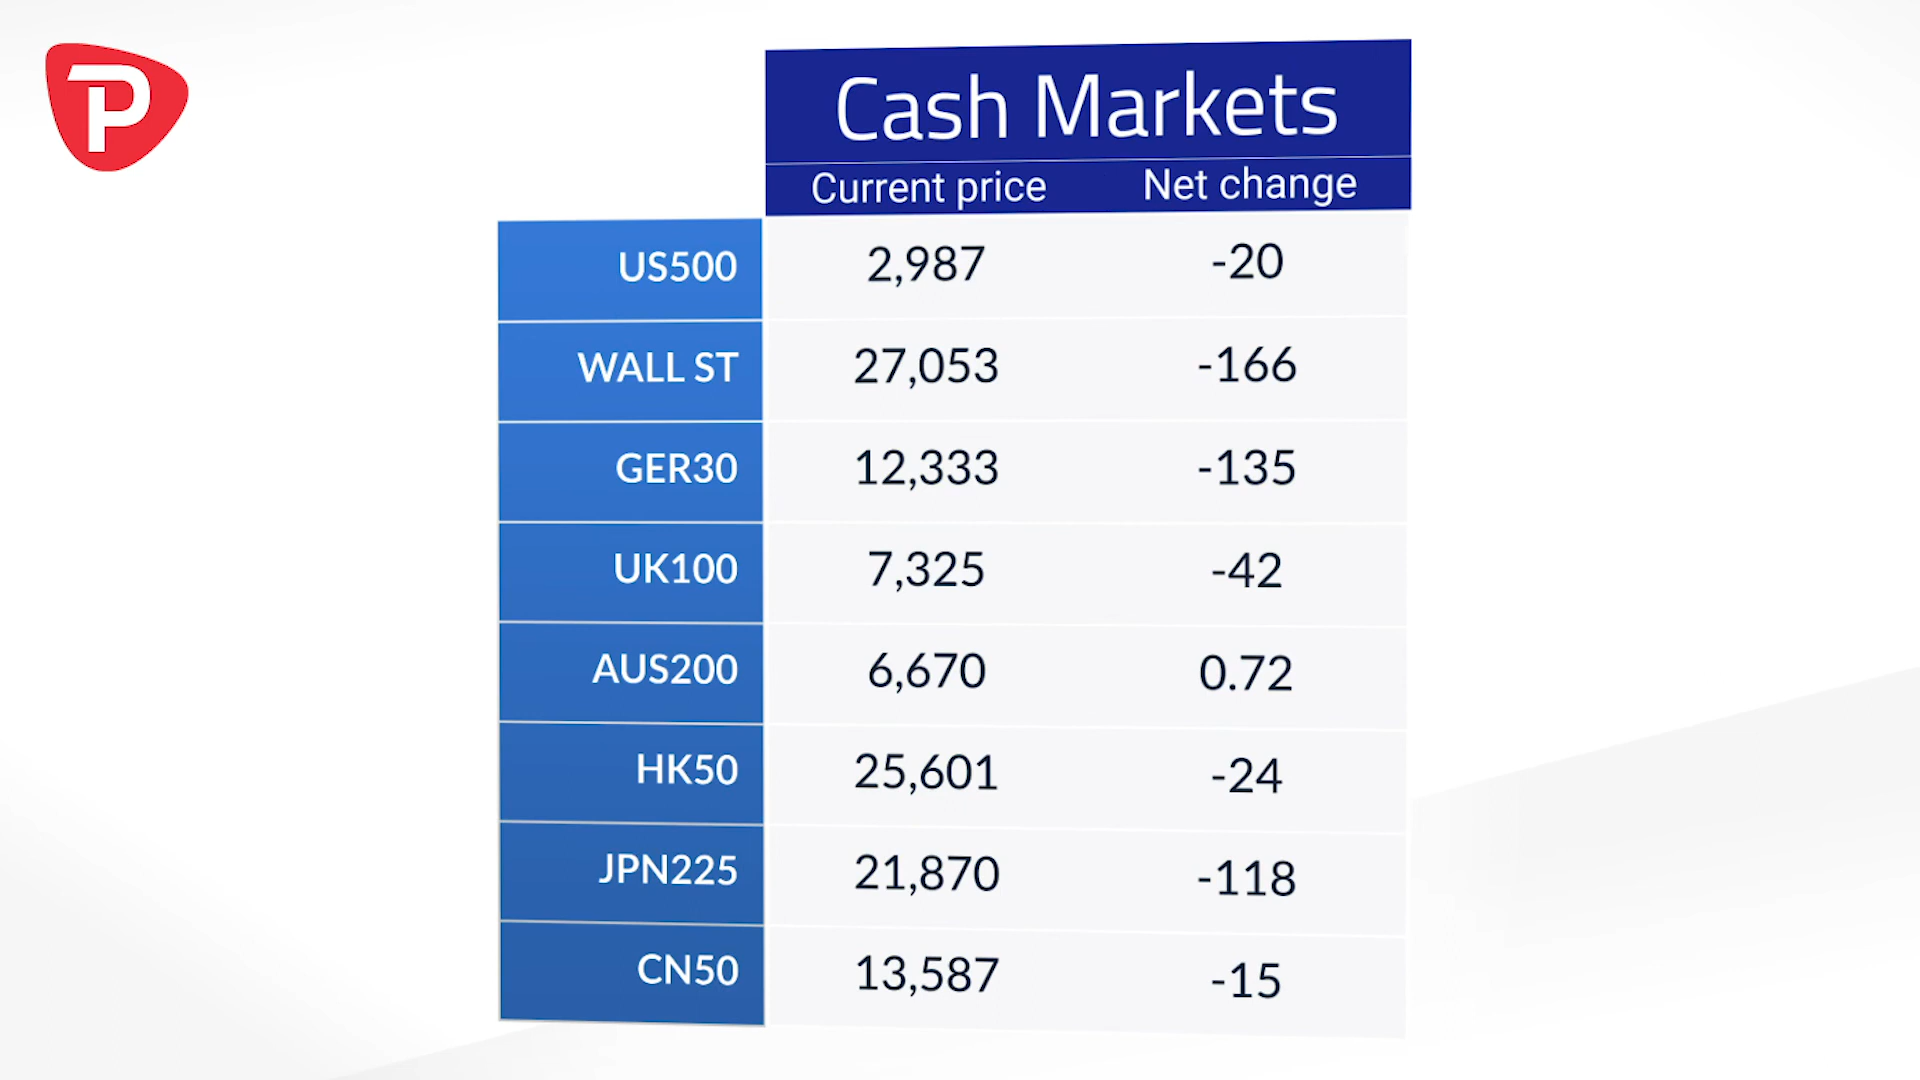 P
Cash Markets
Current price Net change
US500 2,987 -20
WALL ST 27,053 -166
GER30 12,333 -135
UK100 7,325 -42
AUS200 6,670 0.72
HK50 25,601 -24
JPN225 21,870 -118
CN50 13,587 -15